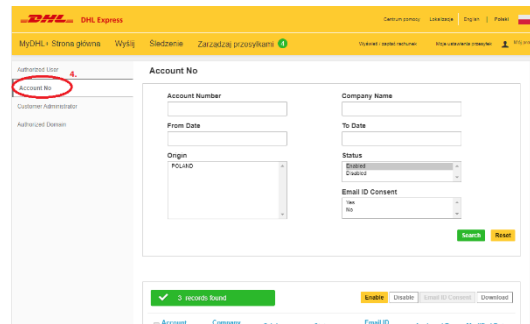 DHL DHL Express
Centrum pomocy Lokalizacje English | Polski
MyDHL+ Strona główna Wyślij Śledzenie Zarządzaj przesyłkami 4
Authorized User
4.
Account No
Account No
Customer Administrator
Authorized Domain
Account Number Company Name
From Date To Date
Origin Status
POLAND Enabled
Disabled
Email ID Consent
Yes
No
Search Reset
3 records found
Enable Disable Email ID Consent Download
Account Company Email ID